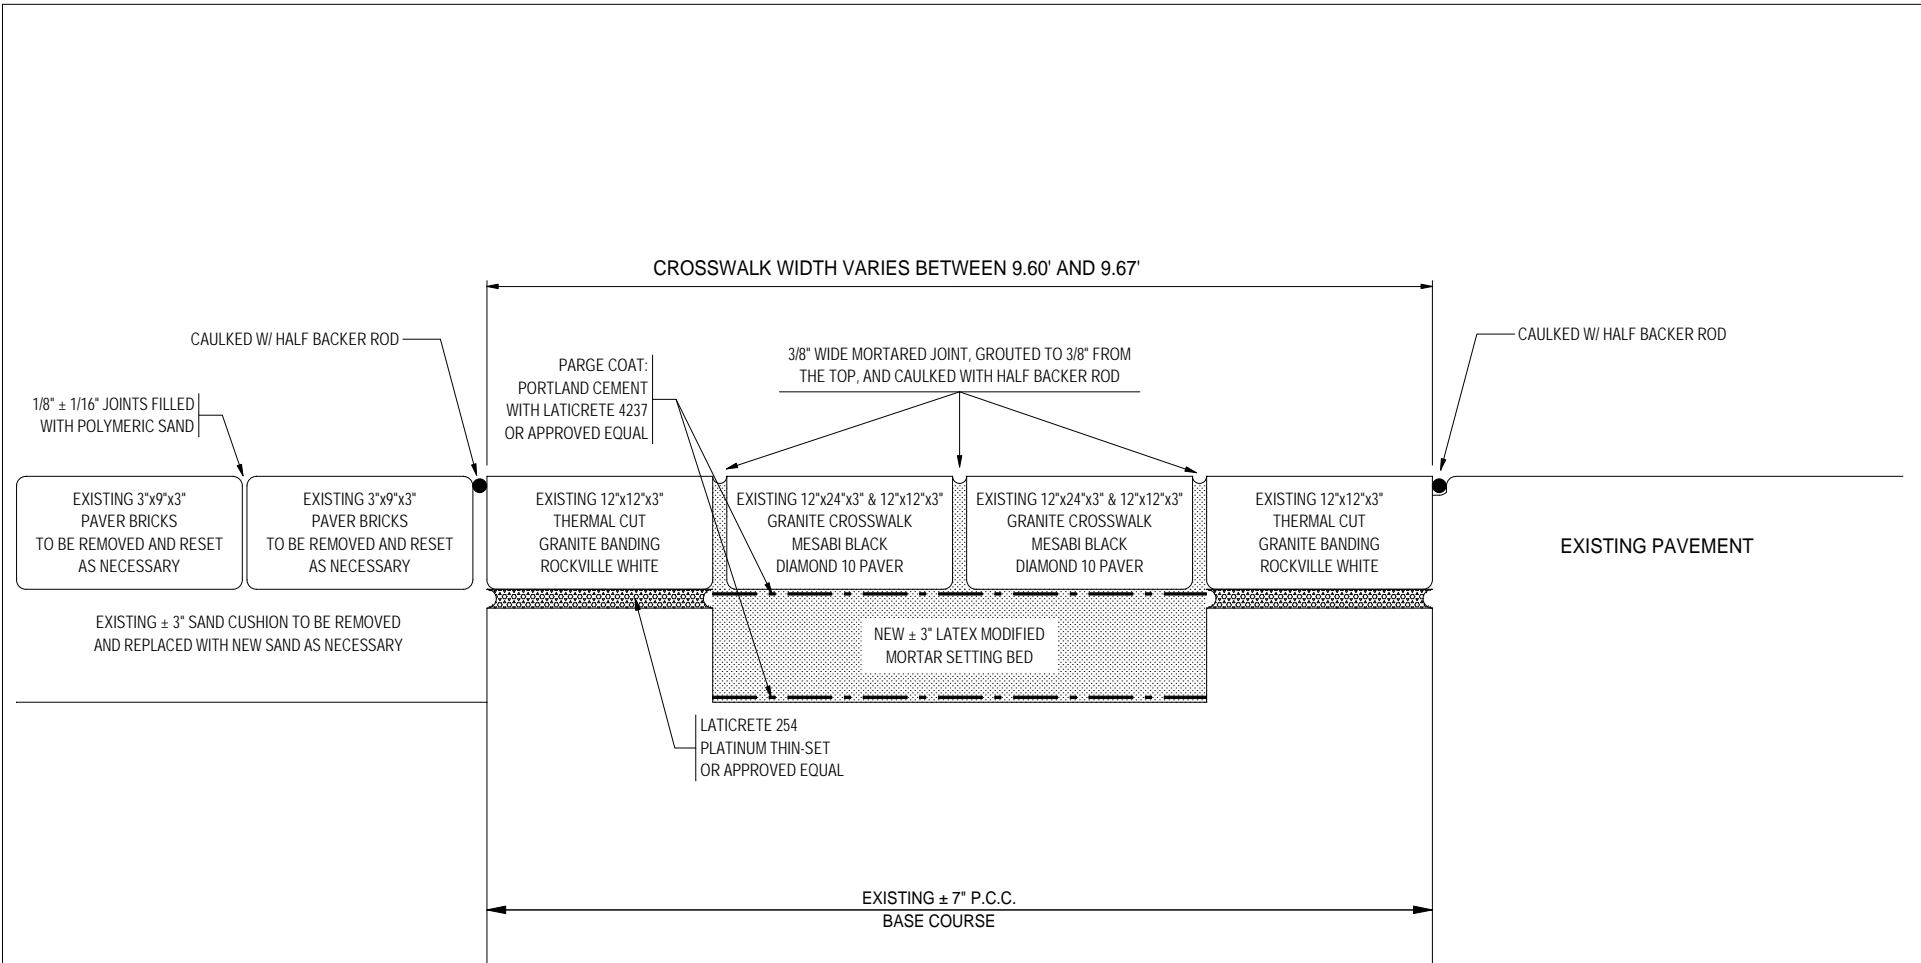 CROSSWALK WIDTH VARIES BETWEEN 9.60' AND 9.67'
CAULKED W/ HALF BACKER ROD
CAULKED W/ HALF BACKER ROD
PARGE COAT:
PORTLAND CEMENT
WITH LATICRETE 4237
OR APPROVED EQUAL
3/8" WIDE MORTARED JOINT, GROUTED TO 3/8" FROM
THE TOP, AND CAULKED WITH HALF BACKER ROD
1/8" ± 1/16" JOINTS FILLED
WITH POLYMERIC SAND
EXISTING 3"x9"x3"
PAVER BRICKS
TO BE REMOVED AND RESET
AS NECESSARY
EXISTING 3"x9"x3"
PAVER BRICKS
TO BE REMOVED AND RESET
AS NECESSARY
EXISTING 12"x12"x3"
THERMAL CUT
GRANITE BANDING
ROCKVILLE WHITE
EXISTING 12"x24"x3" & 12"x12"x3"
GRANITE CROSSWALK
MESABI BLACK
DIAMOND 10 PAVER
EXISTING 12"x24"x3" & 12"x12"x3"
GRANITE CROSSWALK
MESABI BLACK
DIAMOND 10 PAVER
EXISTING 12"x12"x3"
THERMAL CUT
GRANITE BANDING
ROCKVILLE WHITE
EXISTING PAVEMENT
EXISTING ± 3" SAND CUSHION TO BE REMOVED
AND REPLACED WITH NEW SAND AS NECESSARY
NEW ± 3" LATEX MODIFIED
MORTAR SETTING BED
LATICRETE 254
PLATINUM THIN-SET
OR APPROVED EQUAL
EXISTING ± 7" P.C.C.
BASE COURSE